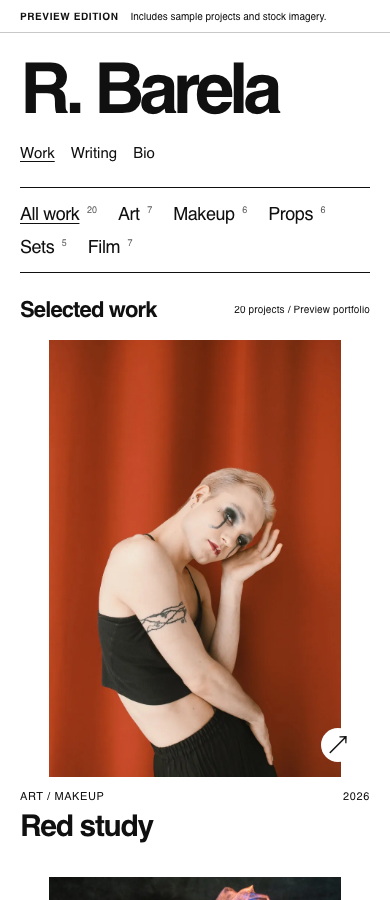 PREVIEW EDITION Includes sample projects and stock imagery.
R. Barela
Work Writing Bio
All work 20 Art 7 Makeup 6 Props 6
Sets 5 Film 7
Selected work 20 projects / Preview portfolio
ART / MAKEUP 2026
Red study